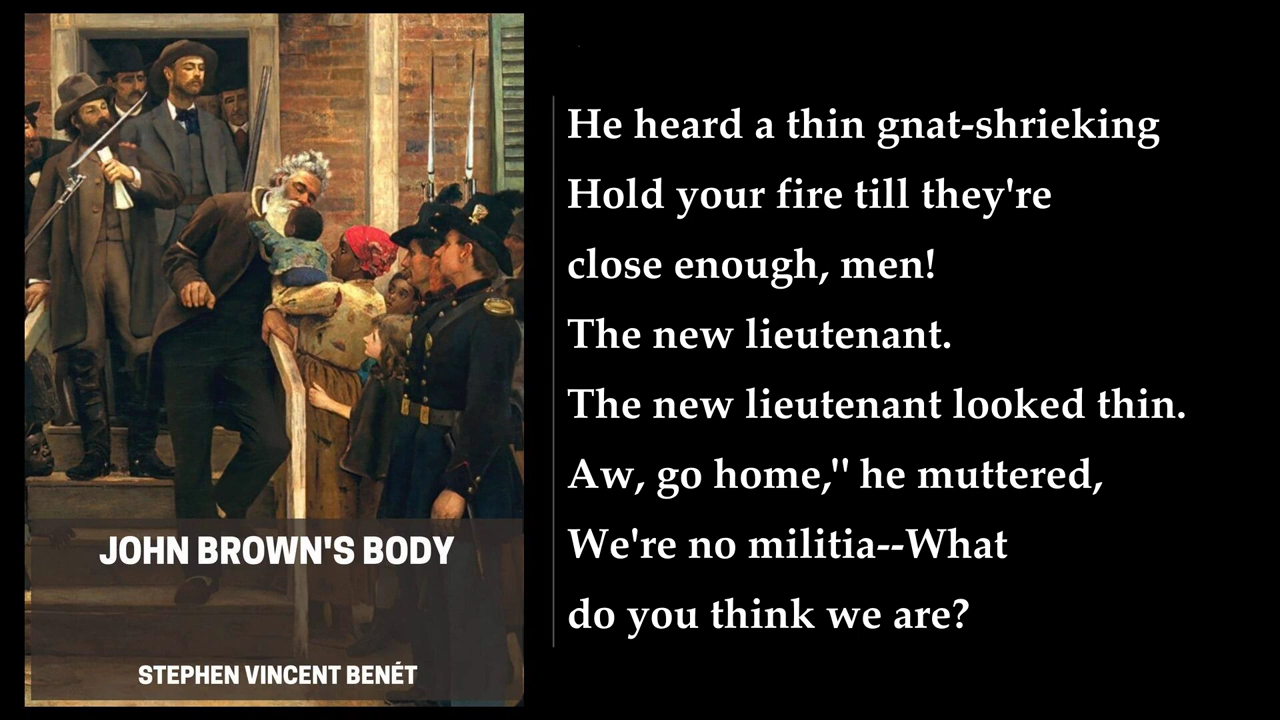 JOHN BROWN'S BODY
STEPHEN VINCENT BENÉT
He heard a thin gnat-shrieking
Hold your fire till they're
close enough, men!
The new lieutenant.
The new lieutenant looked thin.
Aw, go home,'' he muttered,
We're no militia--What
do you think we are?